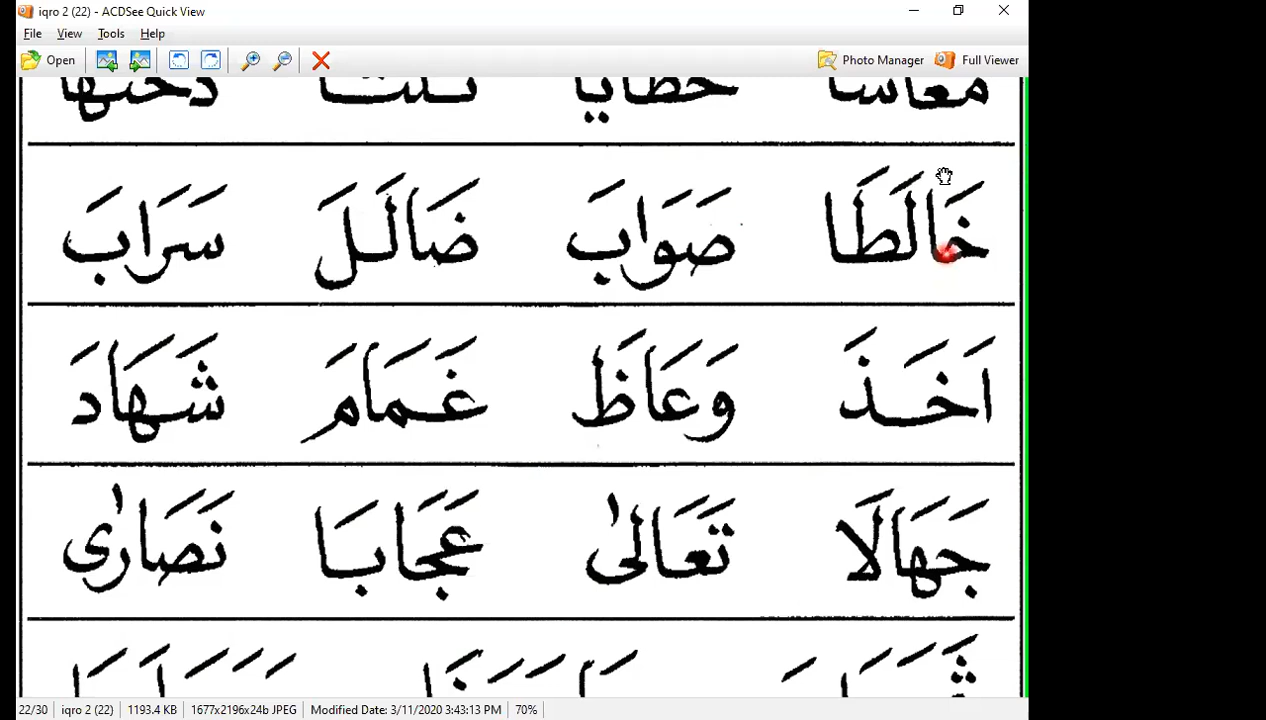 iqro 2 (22) - ACDSee Quick View
File View Tools Help
Open Photo Manager Full Viewer
خَالَطَا صَوَابَ ضَالَلَ سَرَابَ
اَخَذَ وَعَاظَ غَمَامَ شَهَادَ
جَهَالَا تَعَالىٰ عَجَابَا نَصَارىٰ
22/30 iqro 2 (22) 1193.4 KB 1677x2196x24b JPEG Modified Date: 3/11/2020 3:43:13 PM 70%